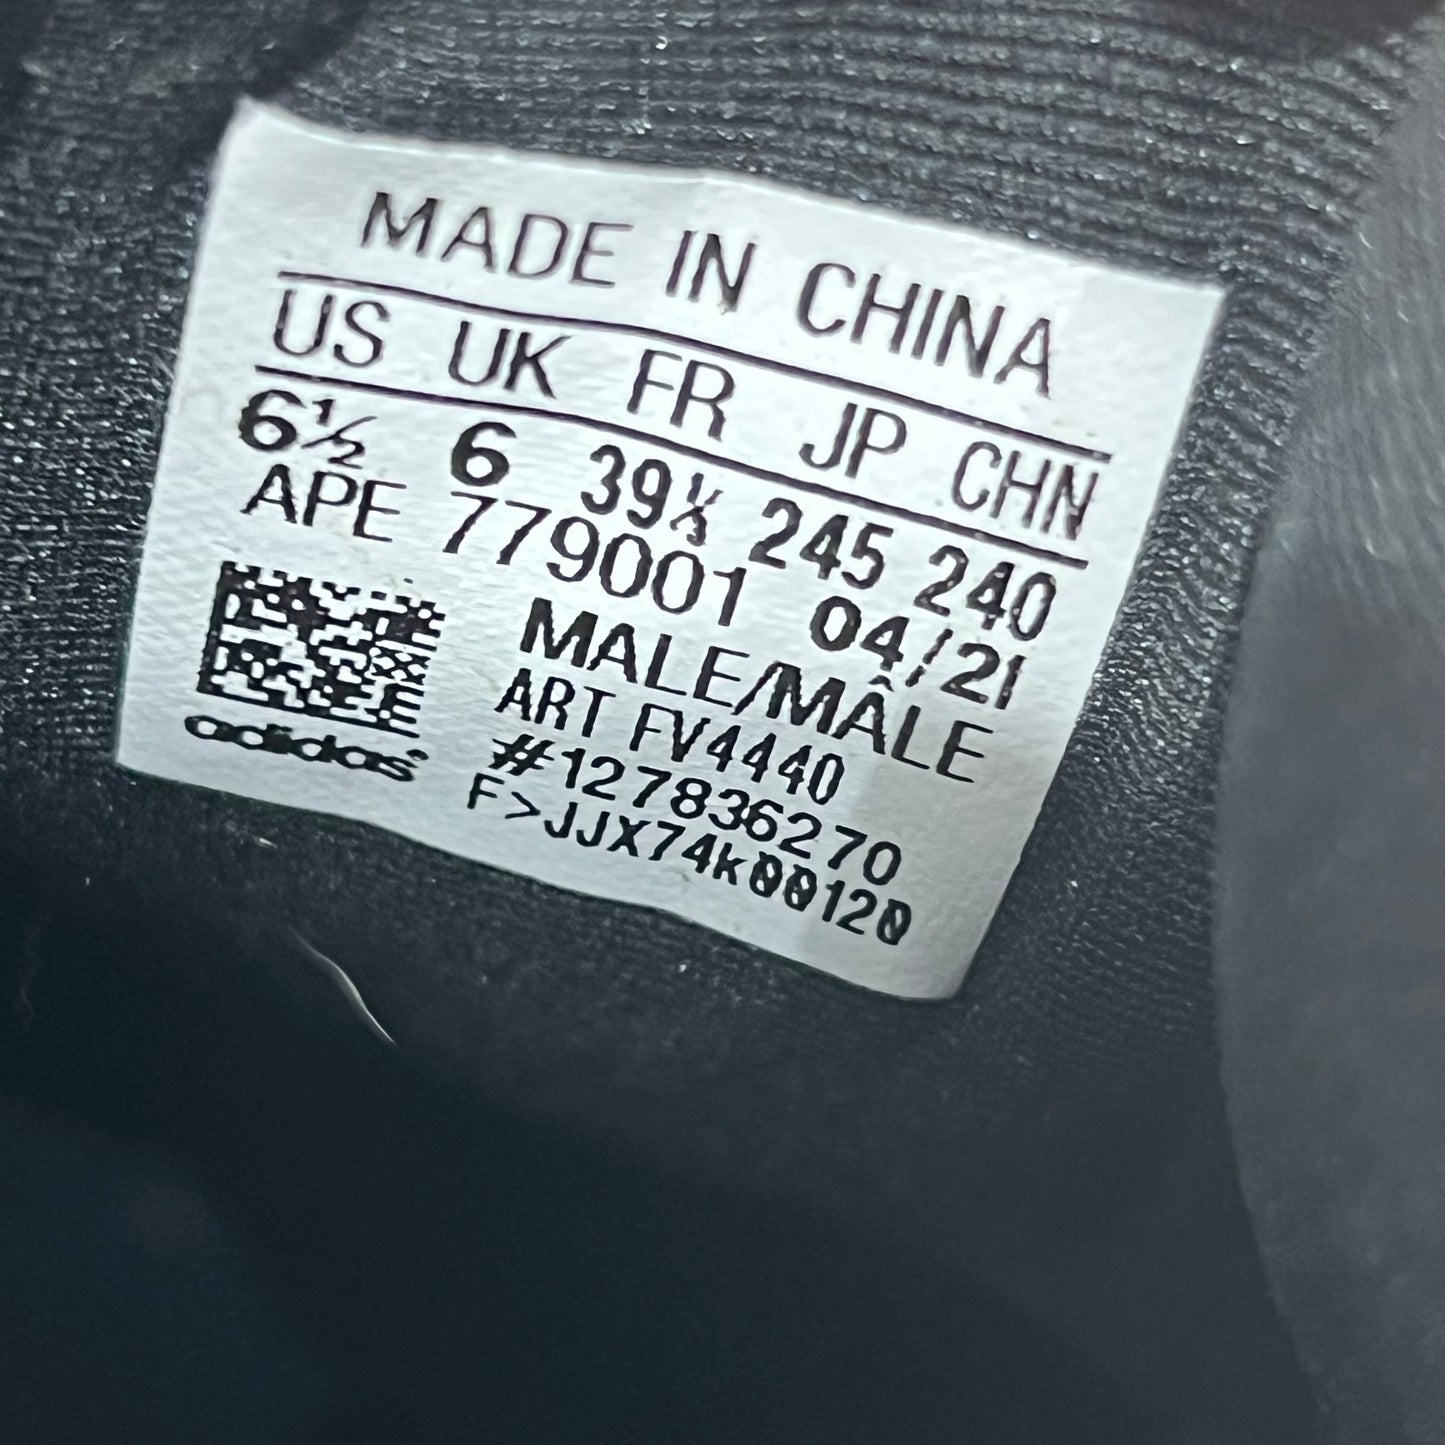 MADE IN CHINA
US UK FR JP CHN
6½ 6 39⅓ 245 240
APE 779001 04/21
MALE/MÂLE
ART FV4440
#127836270
F>JJX74k00120
adidas